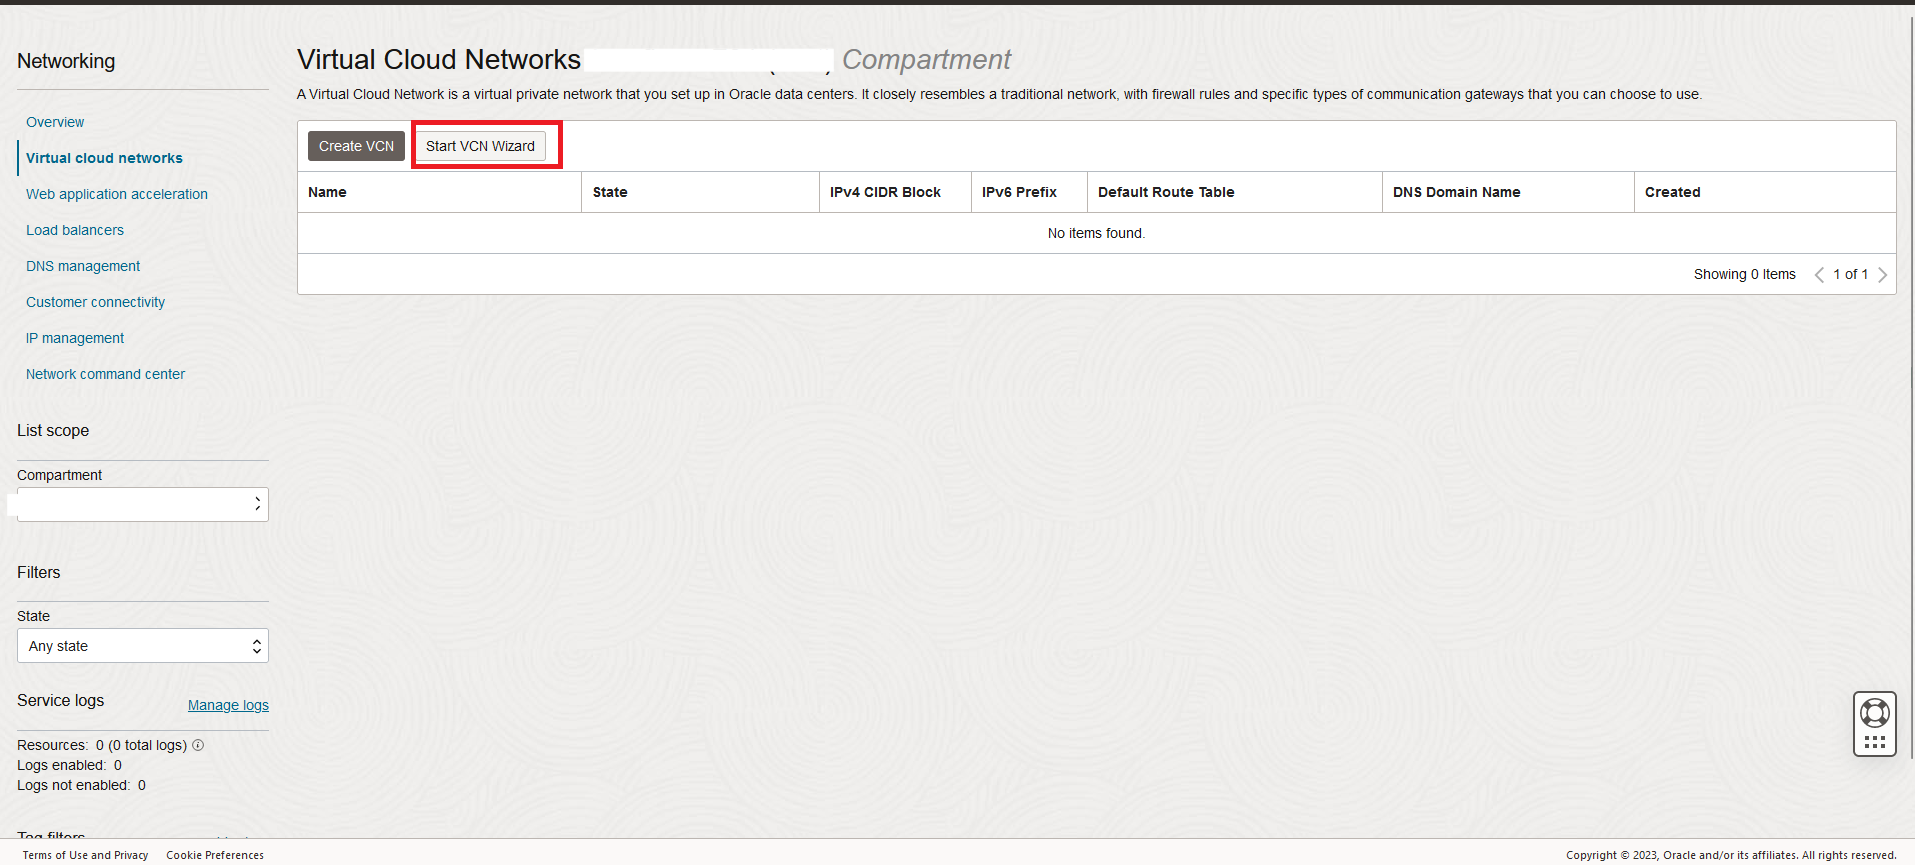 Networking
Overview
Virtual cloud networks
Web application acceleration
Load balancers
DNS management
Customer connectivity
IP management
Network command center
List scope
Compartment
Filters
State
Any state
Service logs
Manage logs
Resources: 0 (0 total logs)
Logs enabled: 0
Logs not enabled: 0
Virtual Cloud Networks Compartment
A Virtual Cloud Network is a virtual private network that you set up in Oracle data centers. It closely resembles a traditional network, with firewall rules and specific types of communication gateways that you can choose to use.
Create VCN Start VCN Wizard
Name State IPv4 CIDR Block IPv6 Prefix Default Route Table DNS Domain Name Created
No items found.
Showing 0 Items 1 of 1
Terms of Use and Privacy Cookie Preferences
Copyright © 2023, Oracle and/or its affiliates. All rights reserved.